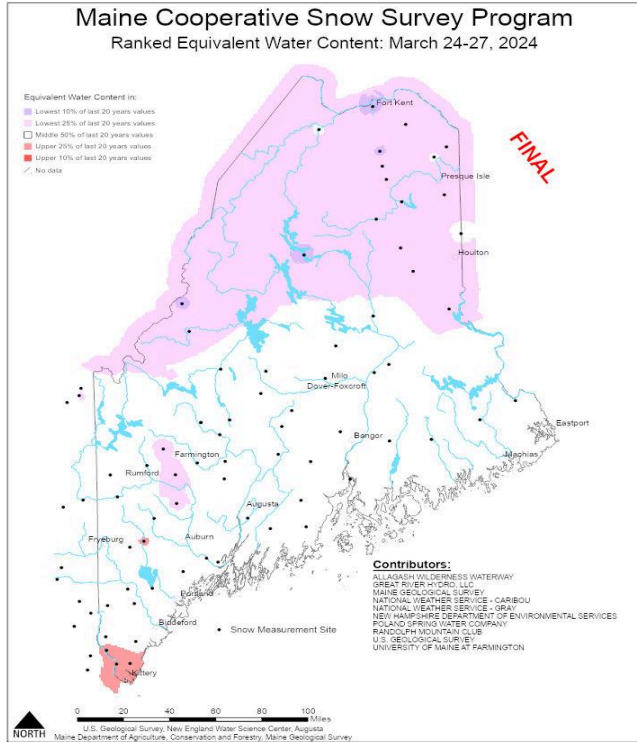 Maine Cooperative Snow Survey Program
Ranked Equivalent Water Content: March 24-27, 2024
Equivalent Water Content in:
Lowest 10% of last 20 years values
Lowest 25% of last 20 years values
Middle 50% of last 20 years values
Upper 25% of last 20 years values
Upper 10% of last 20 years values
No data
FINAL
Fort Kent
Presque Isle
Houlton
Milo
Dover-Foxcroft
Eastport
Bangor
Machias
Farmington
Rumford
Augusta
Auburn
Fryeburg
Portland
Biddeford
Kittery
Snow Measurement Site
Contributors:
ALLAGASH WILDERNESS WATERWAY
GREAT RIVER HYDRO, LLC
MAINE GEOLOGICAL SURVEY
NATIONAL WEATHER SERVICE - CARIBOU
NATIONAL WEATHER SERVICE - GRAY
NEW HAMPSHIRE DEPARTMENT OF ENVIRONMENTAL SERVICES
POLAND SPRING WATER COMPANY
RANDOLPH MOUNTAIN CLUB
U.S. GEOLOGICAL SURVEY
UNIVERSITY OF MAINE AT FARMINGTON
0 20 40 60 80 100
Miles
NORTH
U.S. Geological Survey, New England Water Science Center, Augusta
Maine Department of Agriculture, Conservation and Forestry, Maine Geological Survey